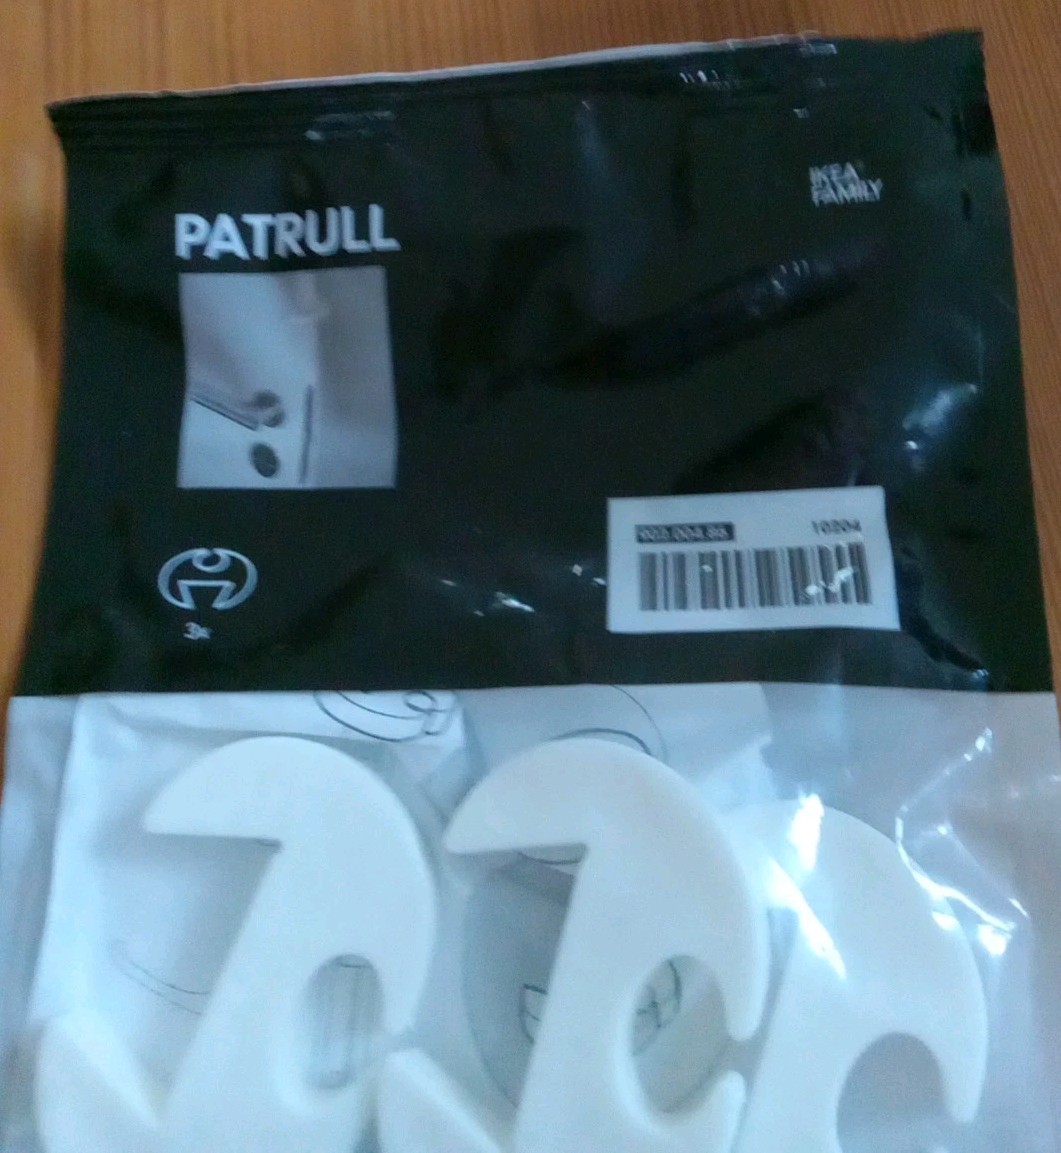 IKEA
FAMILY
PATRULL
10204
3x